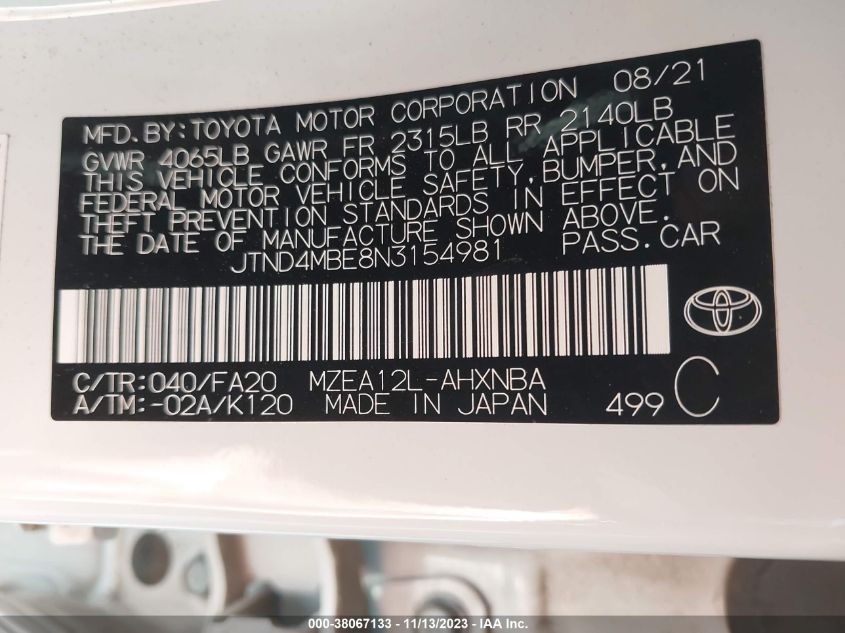 MFD. BY: TOYOTA MOTOR CORPORATION 08/21
GVWR 4065LB GAWR FR 2315LB RR 2140LB
THIS VEHICLE CONFORMS TO ALL APPLICABLE
FEDERAL MOTOR VEHICLE SAFETY, BUMPER, AND
THEFT PREVENTION STANDARDS IN EFFECT ON
THE DATE OF MANUFACTURE SHOWN ABOVE.
JTND4MBE8N3154981 PASS. CAR
C/TR: 040/FA20 MZEA12L-AHXNBA
A/TM: -02A/K120 MADE IN JAPAN 499 C
000-38067133 - 11/13/2023 - IAA Inc.